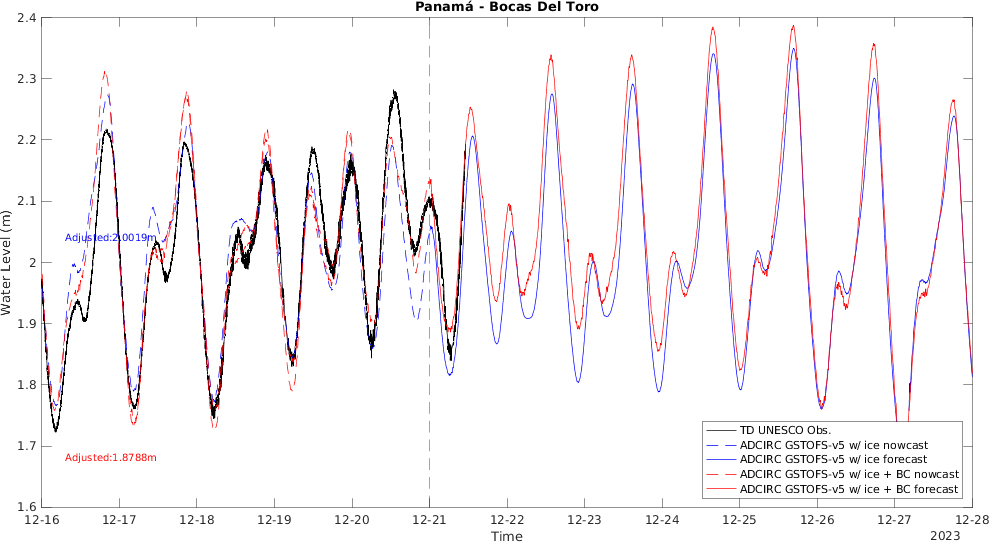 Panamá - Bocas Del Toro
2.4
2.3
2.2
2.1
2
1.9
1.8
1.7
1.6
Water Level (m)
Adjusted:2.0019m
Adjusted:1.8788m
TD UNESCO Obs.
ADCIRC GSTOFS-v5 w/ ice nowcast
ADCIRC GSTOFS-v5 w/ ice forecast
ADCIRC GSTOFS-v5 w/ ice + BC nowcast
ADCIRC GSTOFS-v5 w/ ice + BC forecast
12-16 12-17 12-18 12-19 12-20 12-21 12-22 12-23 12-24 12-25 12-26 12-27 12-28
Time
2023